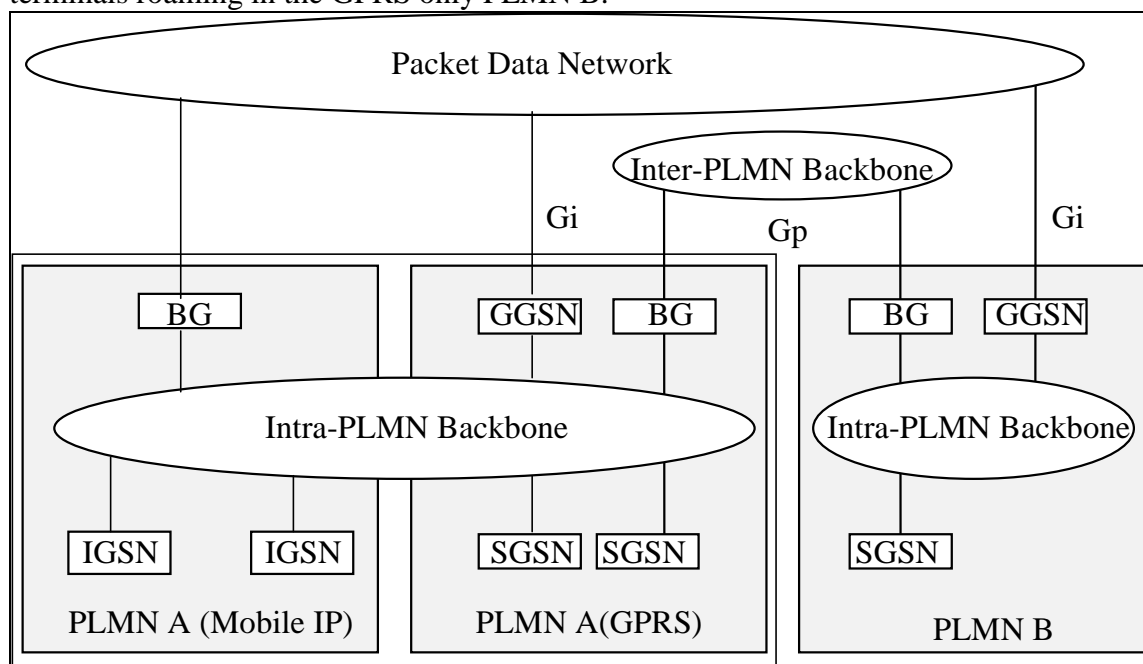 terminals roaming in the GPRS only PLMN B.
Packet Data Network
Inter-PLMN Backbone
Gi
Gp
Gi
BG
GGSN
BG
BG
GGSN
Intra-PLMN Backbone
Intra-PLMN Backbone
IGSN
IGSN
SGSN
SGSN
SGSN
PLMN A (Mobile IP)
PLMN A(GPRS)
PLMN B